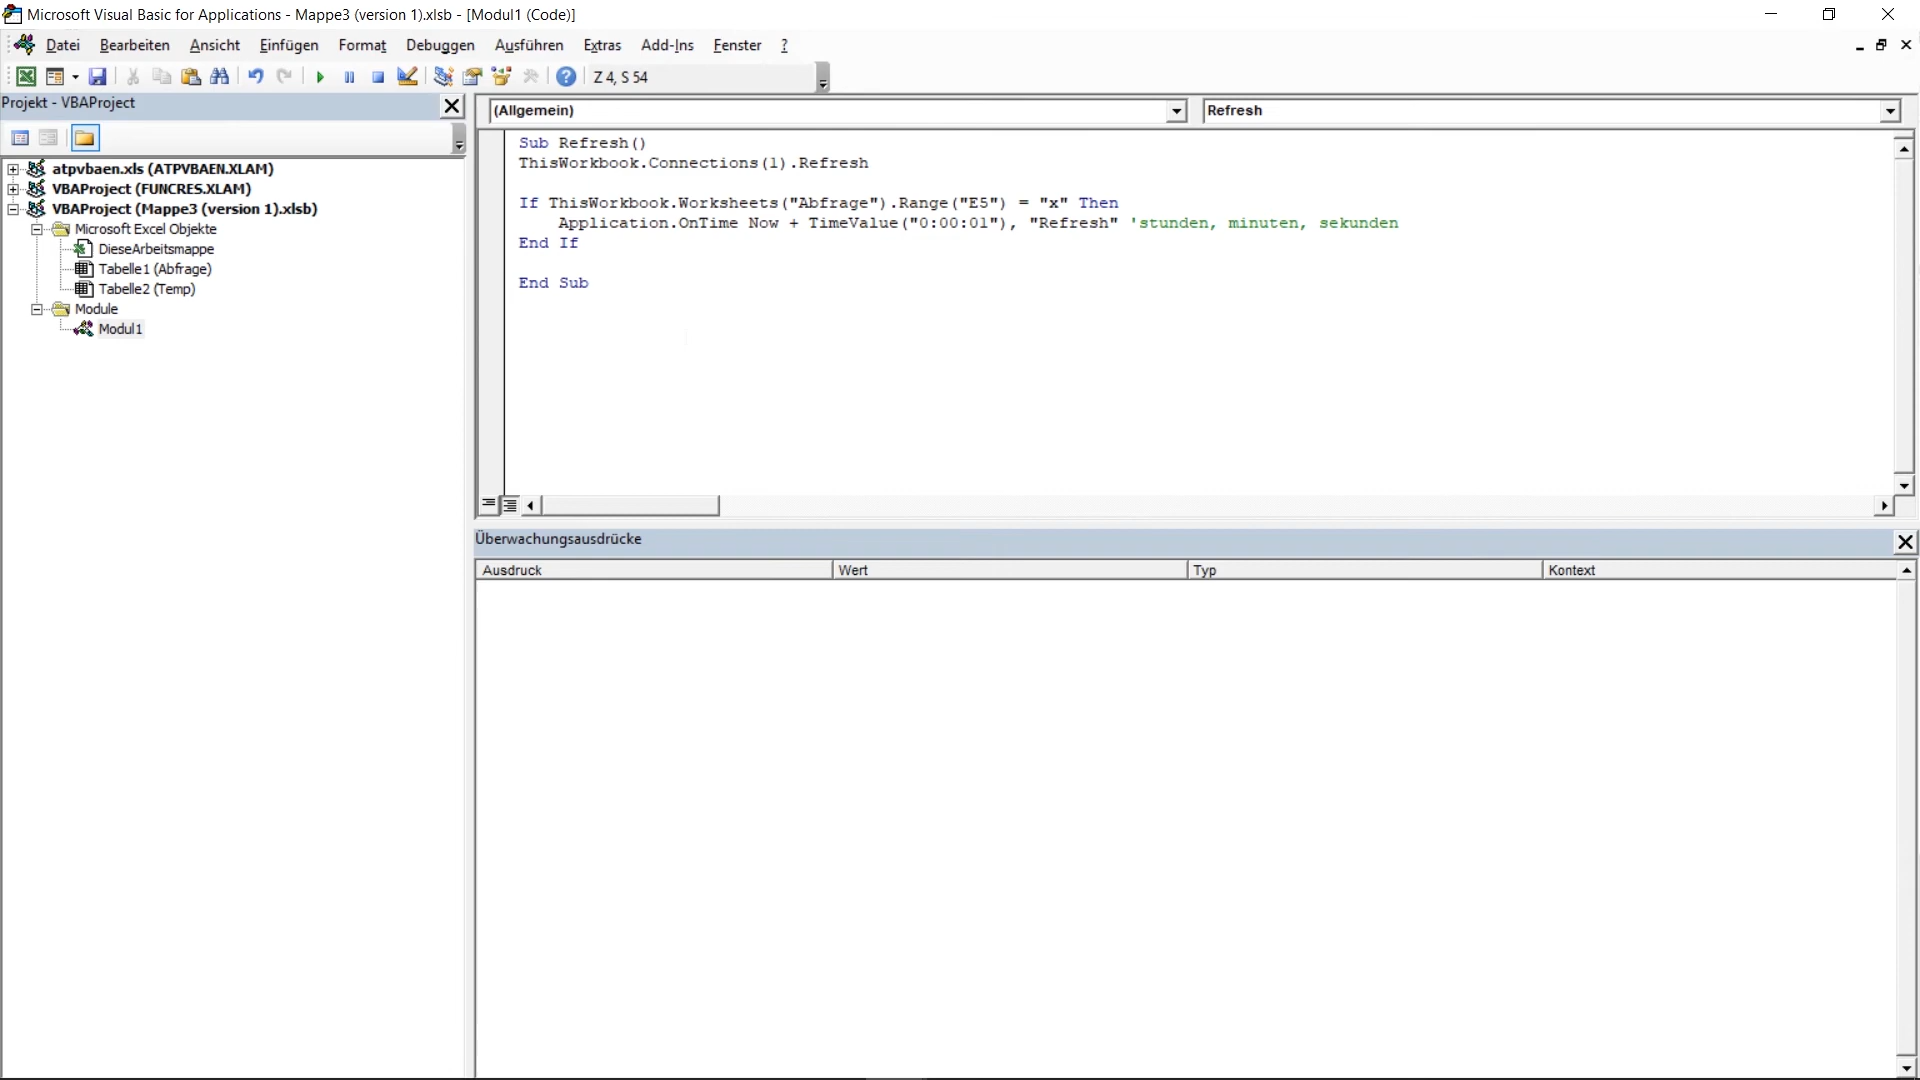 Microsoft Visual Basic for Applications - Mappe3 (version 1).xlsb - [Modul1 (Code)]
Datei Bearbeiten Ansicht Einfügen Format Debuggen Ausführen Extras Add-Ins Fenster ?
Z 4, S 54
Projekt - VBAProject
atpvbaen.xls (ATPVBAEN.XLAM)
VBAProject (FUNCRES.XLAM)
VBAProject (Mappe3 (version 1).xlsb)
Microsoft Excel Objekte
DieseArbeitsmappe
Tabelle1 (Abfrage)
Tabelle2 (Temp)
Module
Modul1
(Allgemein) Refresh
Sub Refresh()
ThisWorkbook.Connections(1).Refresh
If ThisWorkbook.Worksheets("Abfrage").Range("E5") = "x" Then
Application.OnTime Now + TimeValue("0:00:01"), "Refresh" 'stunden, minuten, sekunden
End If
End Sub
Überwachungsausdrücke
Ausdruck Wert Typ Kontext